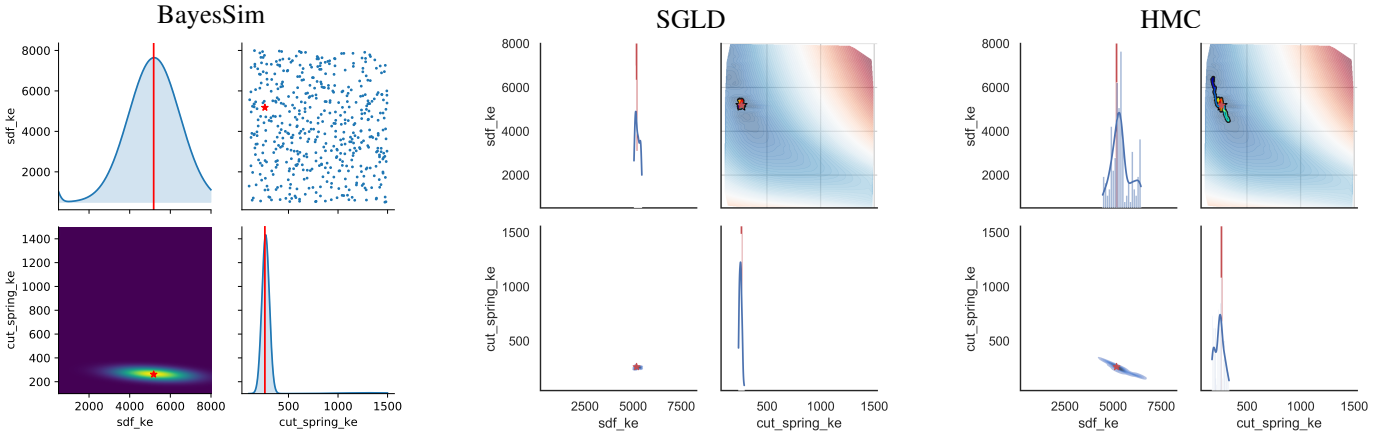 BayesSim
SGLD
HMC
8000
6000
4000
2000
sdf_ke
8000
6000
4000
2000
sdf_ke
8000
6000
4000
2000
sdf_ke
1400
1200
1000
800
600
400
200
cut_spring_ke
2000 4000 6000 8000
sdf_ke
500 1000 1500
cut_spring_ke
1500
1000
500
cut_spring_ke
2500 5000 7500
sdf_ke
500 1000 1500
cut_spring_ke
1500
1000
500
cut_spring_ke
2500 5000 7500
sdf_ke
500 1000 1500
cut_spring_ke